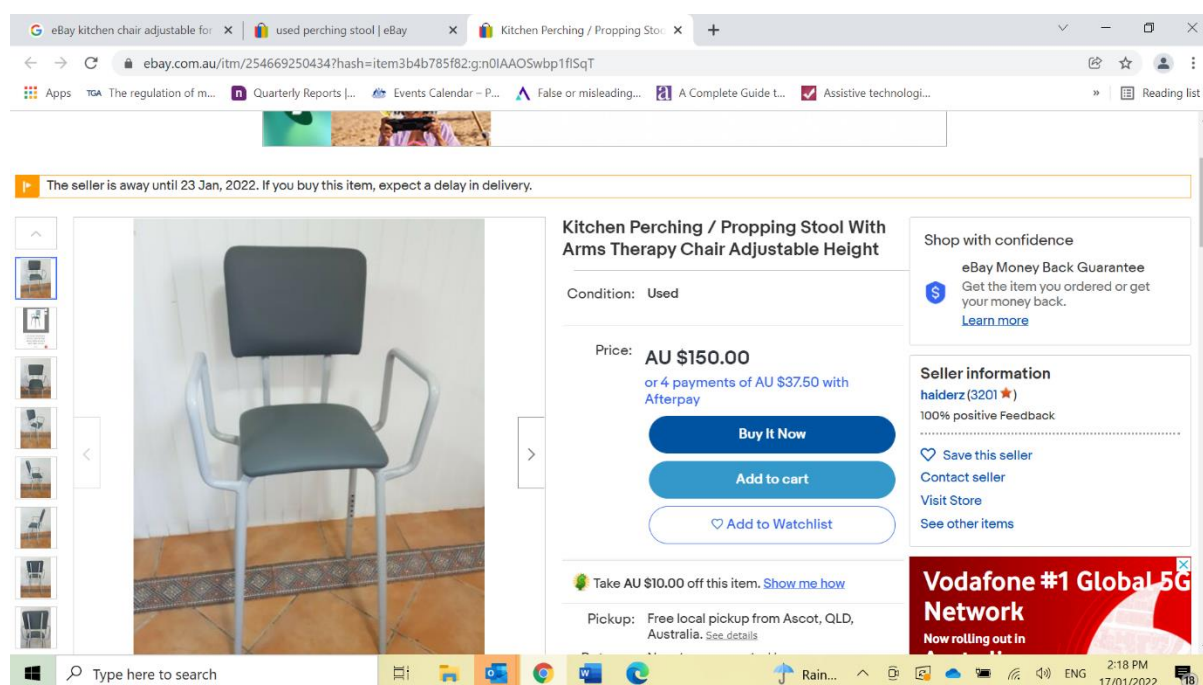 eBay kitchen chair adjustable for
used perching stool | eBay
Kitchen Perching / Propping Stoo
ebay.com.au/itm/254669250434?hash=item3b4b785f82:g:n0IAAOSwbp1fISqT
Apps
TGA The regulation of m...
n Quarterly Reports |...
Events Calendar – P...
False or misleading...
A Complete Guide t...
Assistive technologi...
»
Reading list
The seller is away until 23 Jan, 2022. If you buy this item, expect a delay in delivery.
Kitchen Perching / Propping Stool With
Arms Therapy Chair Adjustable Height
Condition: Used
Price: AU $150.00
or 4 payments of AU $37.50 with
Afterpay
Buy It Now
Add to cart
Add to Watchlist
Take AU $10.00 off this item. Show me how
Pickup: Free local pickup from Ascot, QLD,
Australia. See details
Shop with confidence
eBay Money Back Guarantee
Get the item you ordered or get
your money back.
Learn more
Seller information
haiderz (3201)
100% positive Feedback
Save this seller
Contact seller
Visit Store
See other items
Vodafone #1 Global 5G
Network
Now rolling out in
Type here to search
Rain...
ENG
2:18 PM
17/01/2022
18